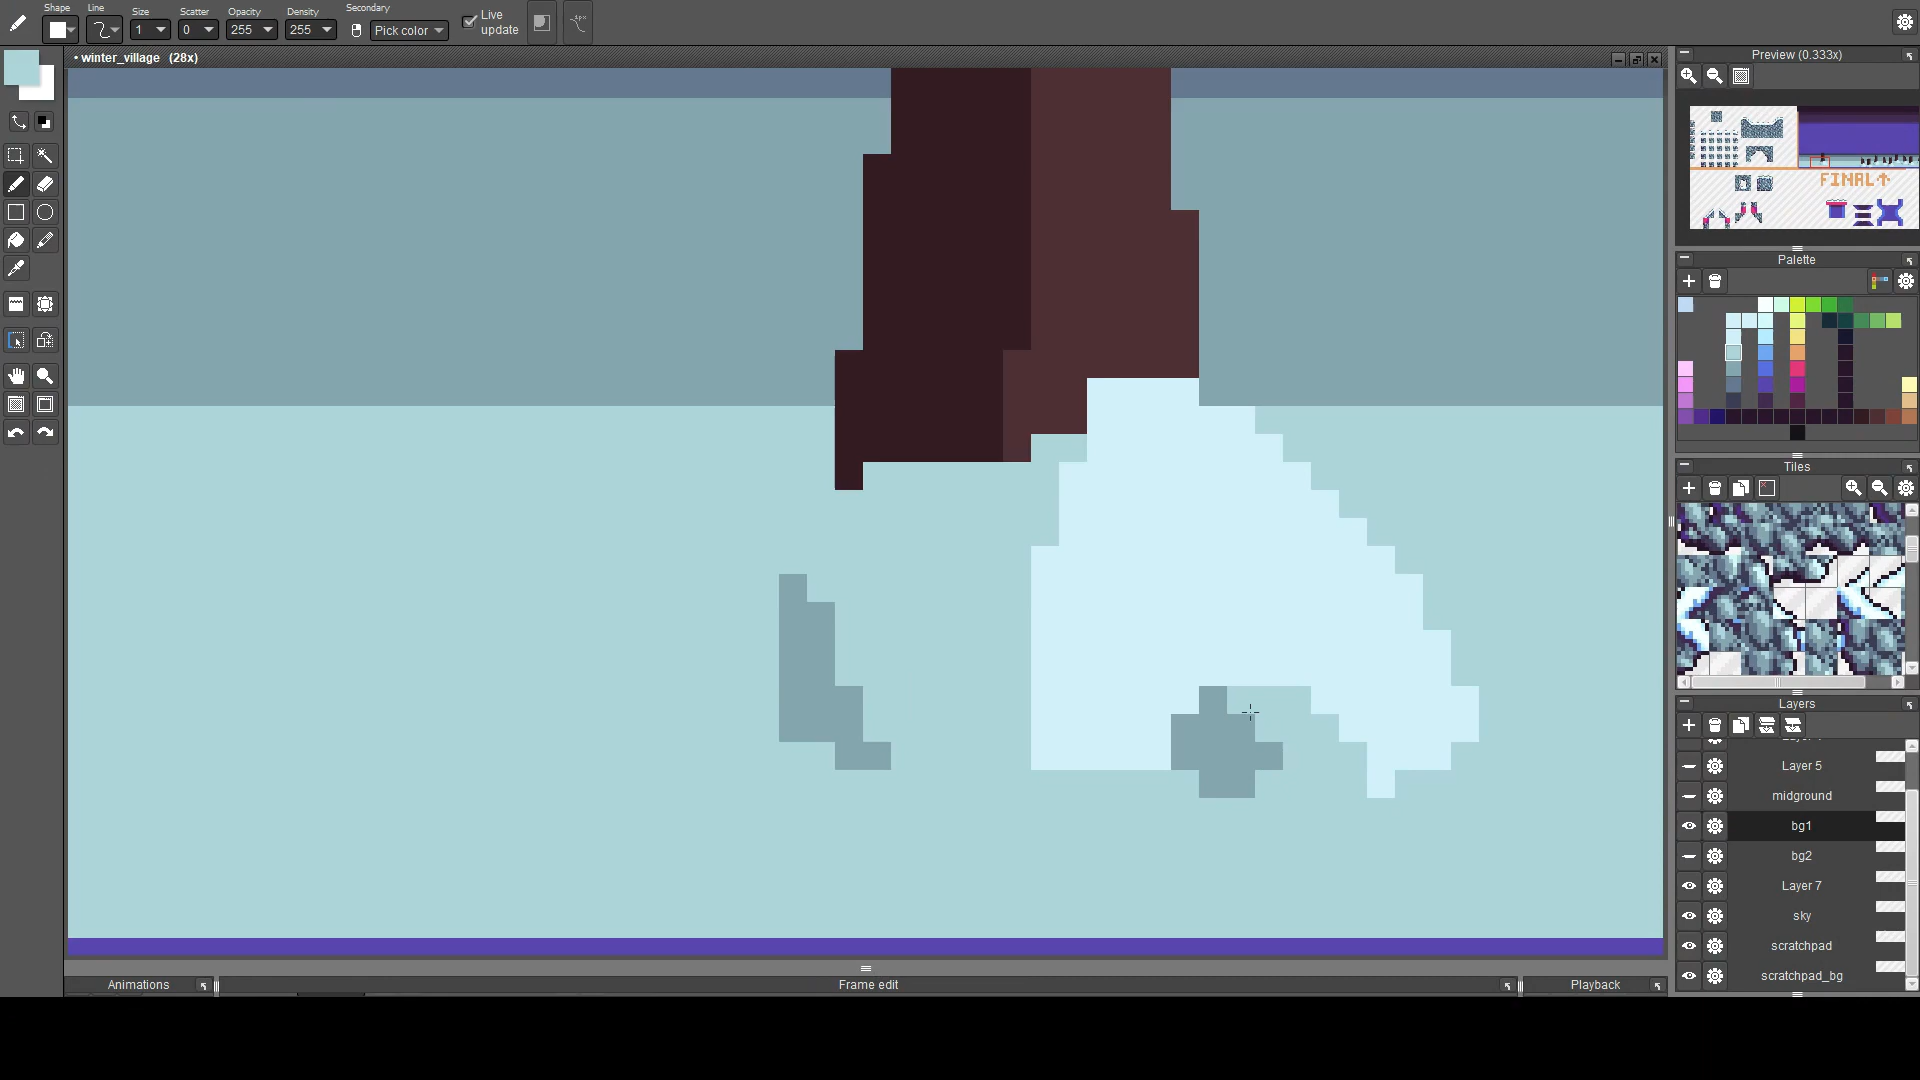 Shape
Line
Size
Scatter
Opacity
Density
Secondary
1
0
255
255
Pick color
Live update
• winter_village (28x)
Preview (0.333x)
FINAL↑
Palette
Tiles
Layers
Layer 5
midground
bg1
bg2
Layer 7
sky
scratchpad
scratchpad_bg
Animations
Frame edit
Playback